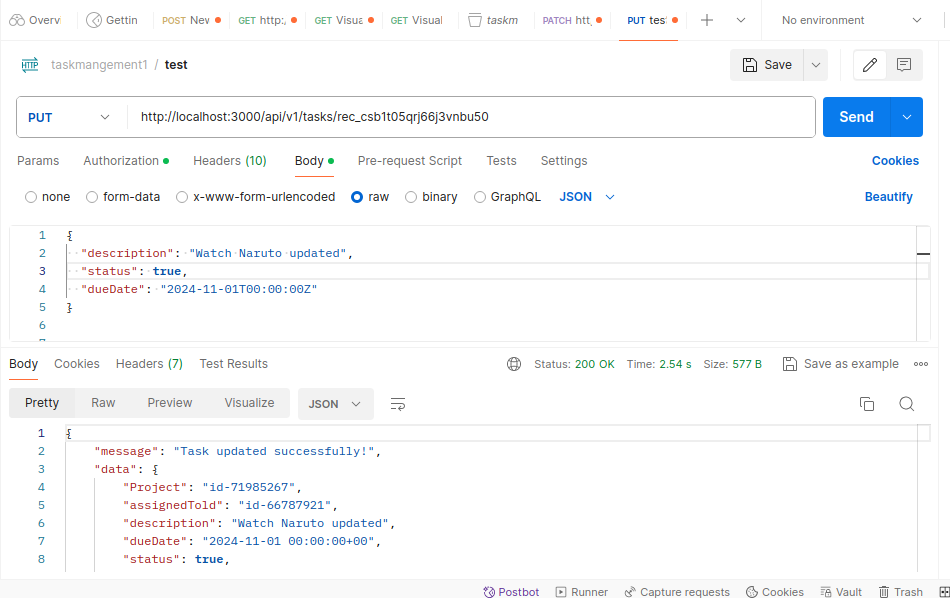 Overvi Gettin POST Nev GET http:, GET Visua GET Visual taskm PATCH htt PUT tes No environment
taskmangement1 / test Save
PUT http://localhost:3000/api/v1/tasks/rec_csb1t05qrj66j3vnbu50 Send
Params Authorization Headers (10) Body Pre-request Script Tests Settings Cookies
none form-data x-www-form-urlencoded raw binary GraphQL JSON Beautify
1 {
2 "description": "Watch Naruto updated",
3 "status": true,
4 "dueDate": "2024-11-01T00:00:00Z"
5 }
6
Body Cookies Headers (7) Test Results Status: 200 OK Time: 2.54 s Size: 577 B Save as example
Pretty Raw Preview Visualize JSON
1 {
2 "message": "Task updated successfully!",
3 "data": {
4 "Project": "id-71985267",
5 "assignedTold": "id-66787921",
6 "description": "Watch Naruto updated",
7 "dueDate": "2024-11-01 00:00:00+00",
8 "status": true,
Postbot Runner Capture requests Cookies Vault Trash